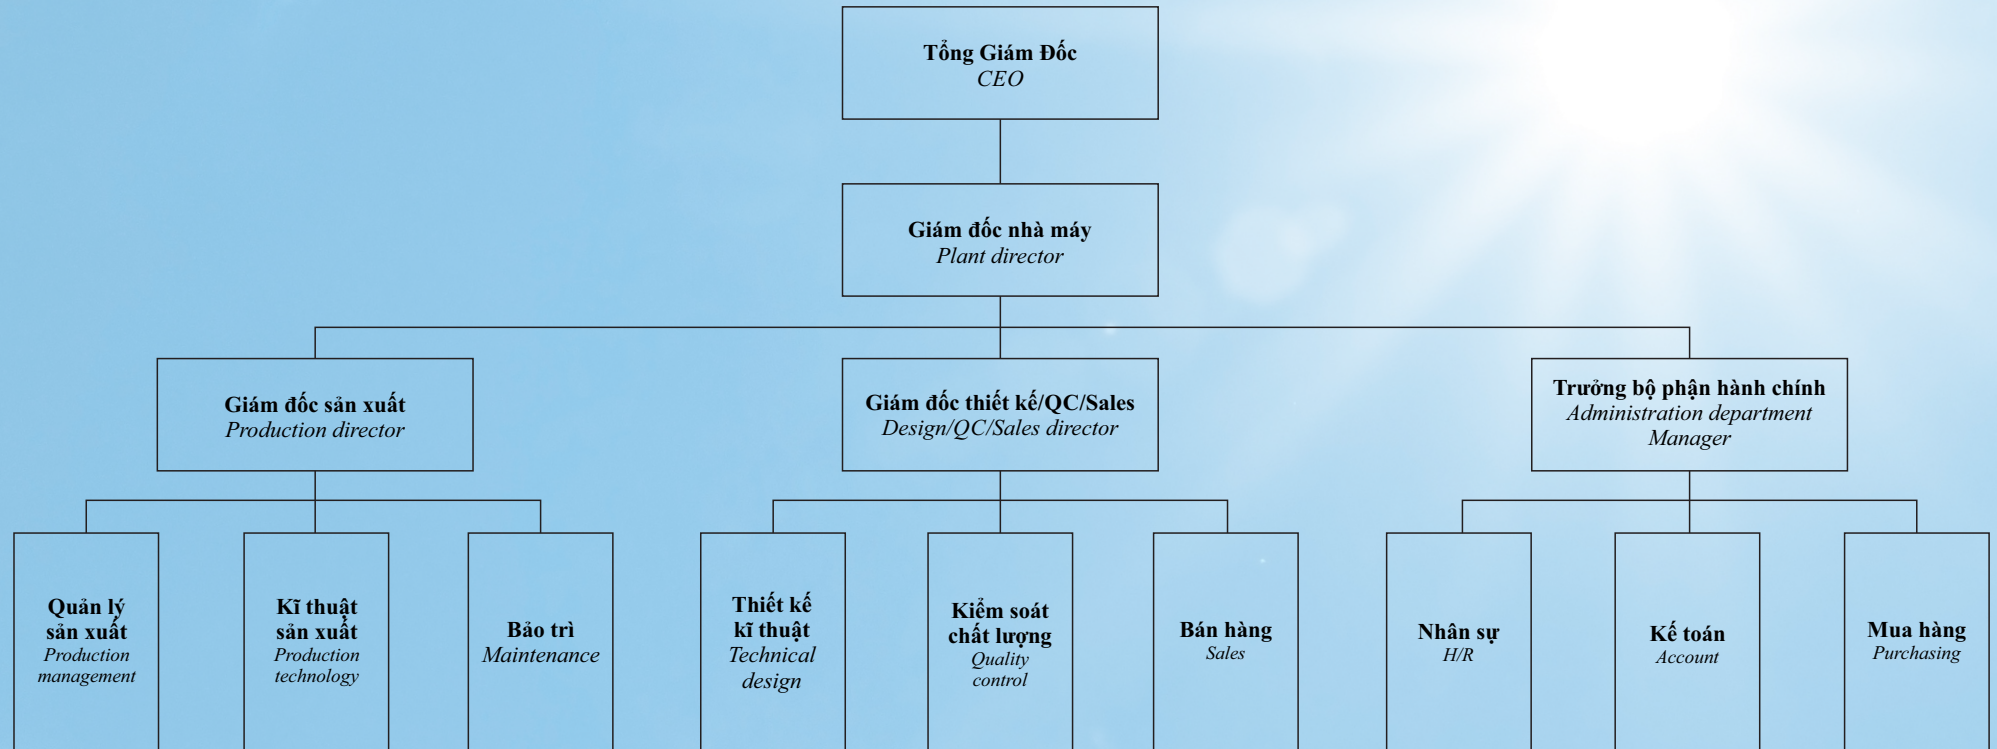 Tổng Giám Đốc
CEO
Giám đốc nhà máy
Plant director
Giám đốc sản xuất
Production director
Giám đốc thiết kế/QC/Sales
Design/QC/Sales director
Trưởng bộ phận hành chính
Administration department
Manager
Quản lý
sản xuất
Production
management
Kĩ thuật
sản xuất
Production
technology
Bảo trì
Maintenance
Thiết kế
kĩ thuật
Technical
design
Kiểm soát
chất lượng
Quality
control
Bán hàng
Sales
Nhân sự
H/R
Kế toán
Account
Mua hàng
Purchasing